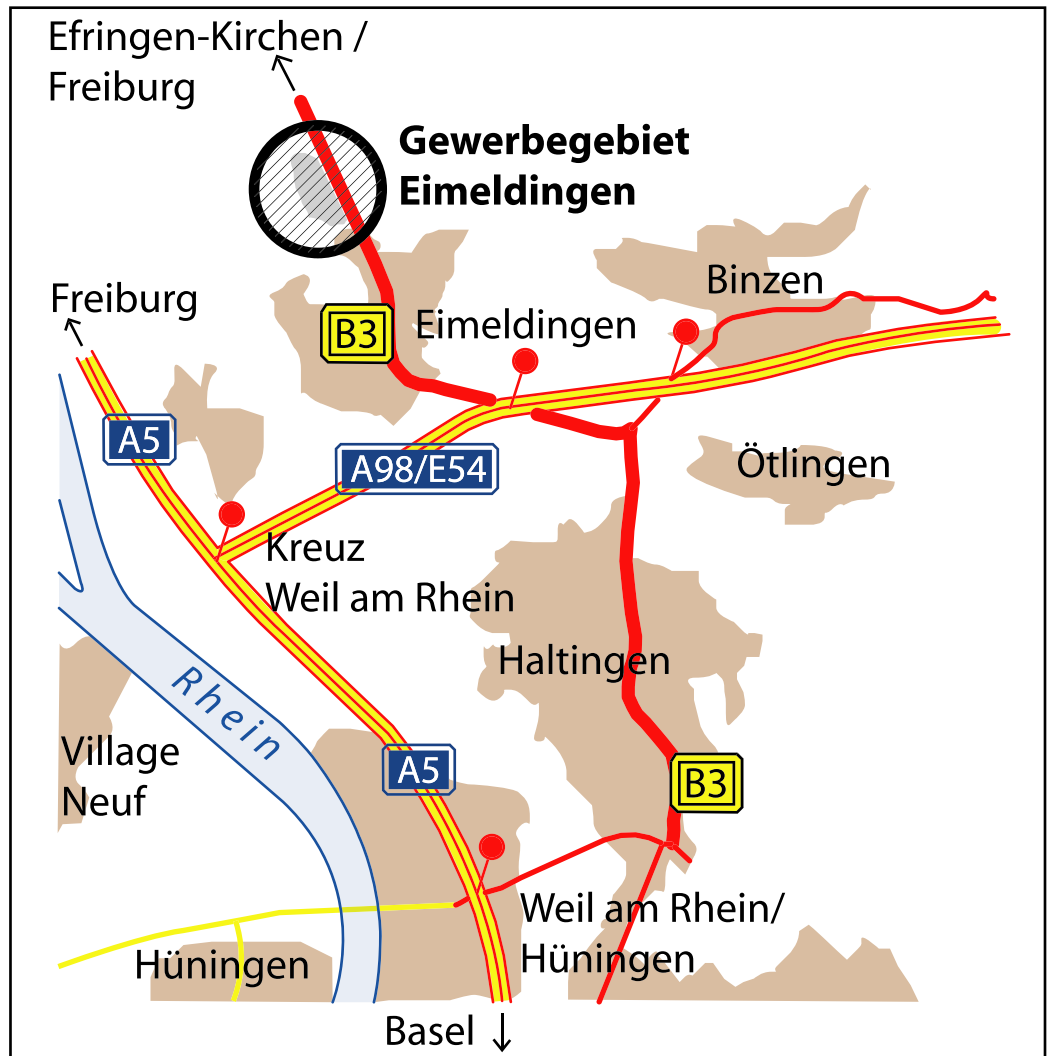 Efringen-Kirchen /
Freiburg
Gewerbegebiet
Eimeldingen
Binzen
Freiburg
B3
Eimeldingen
A5
A98/E54
Ötlingen
Kreuz
Weil am Rhein
Haltingen
Rhein
Village
Neuf
A5
B3
Weil am Rhein/
Hüningen
Hüningen
Basel